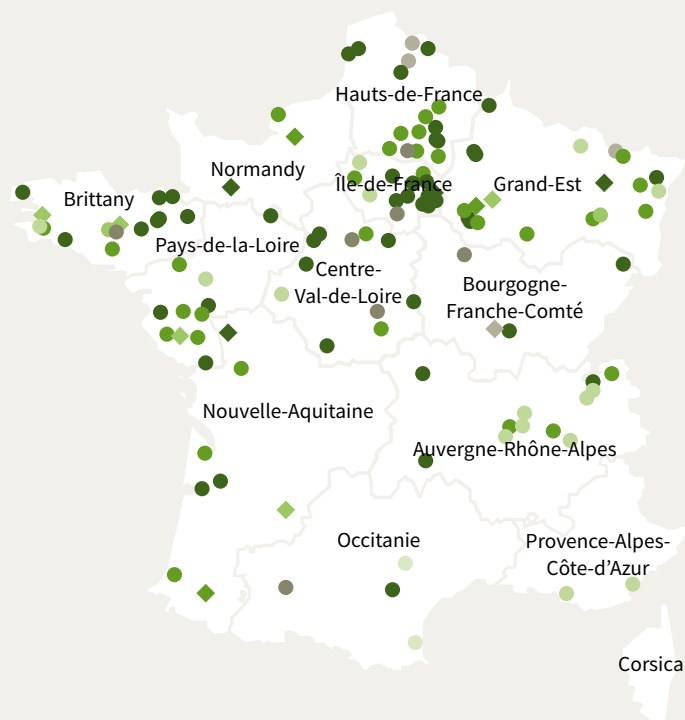 Hauts-de-France
Normandy
Île-de-France
Grand-Est
Brittany
Pays-de-la-Loire
Centre-
Val-de-Loire
Bourgogne-
Franche-Comté
Nouvelle-Aquitaine
Auvergne-Rhône-Alpes
Occitanie
Provence-Alpes-
Côte-d’Azur
Corsica